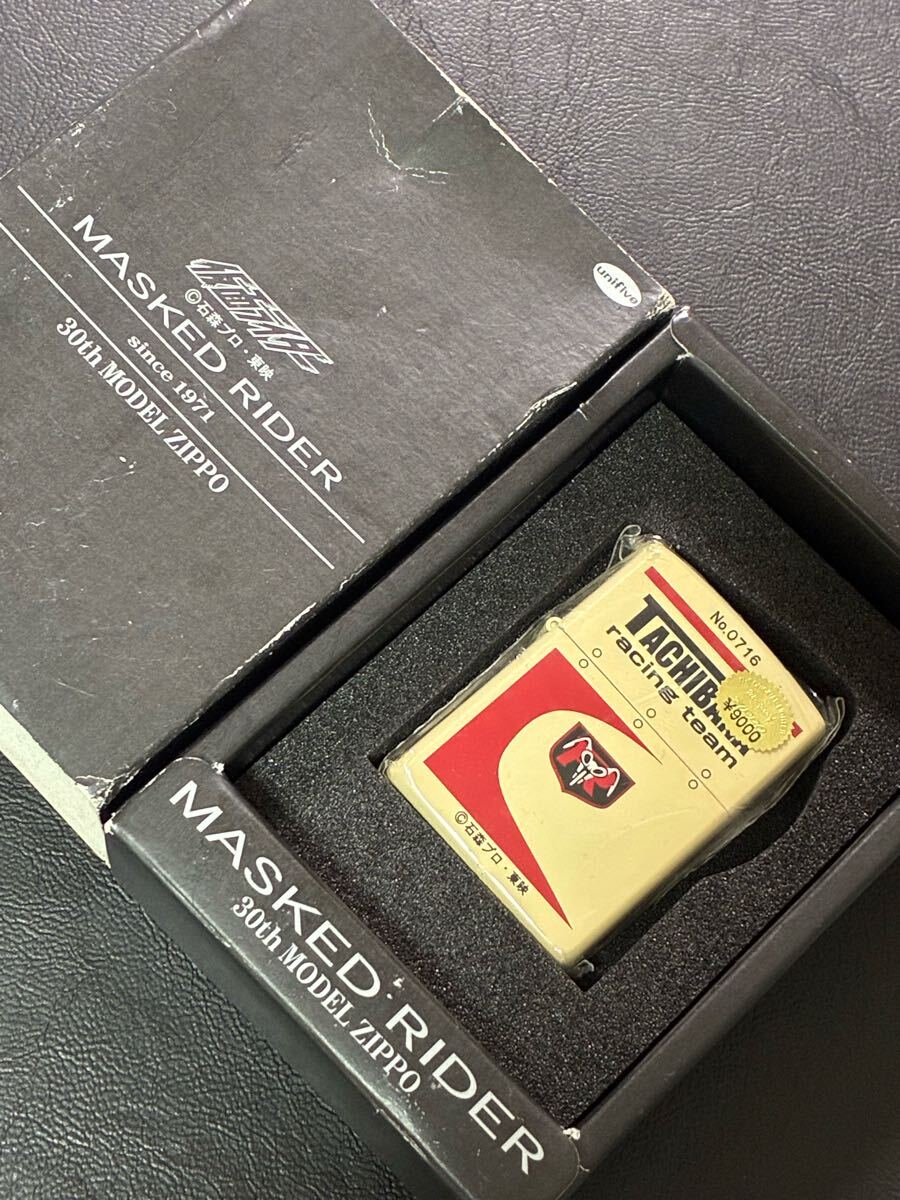 仮面ライダー
©石森プロ・東映
MASKED RIDER
since 1971
30th MODEL ZIPPO
unifive
No.0716
TACHIB
racing team
¥9000
©石森プロ・東映
MASKED RIDER
30th MODEL ZIPPO